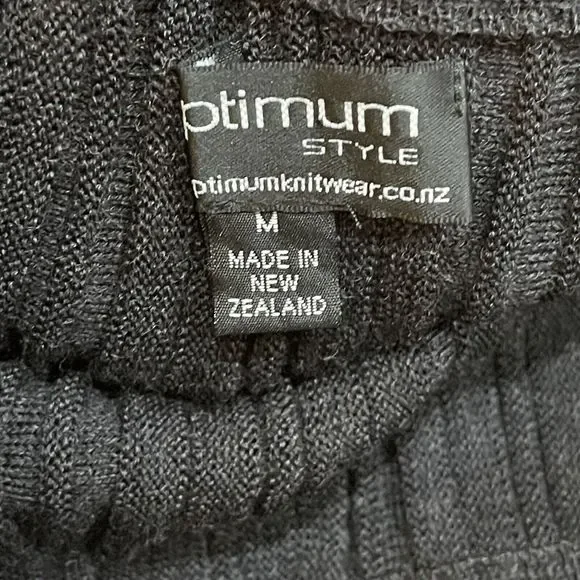 ptimum
STYLE
ptimumknitwear.co.nz
M
MADE IN
NEW
ZEALAND